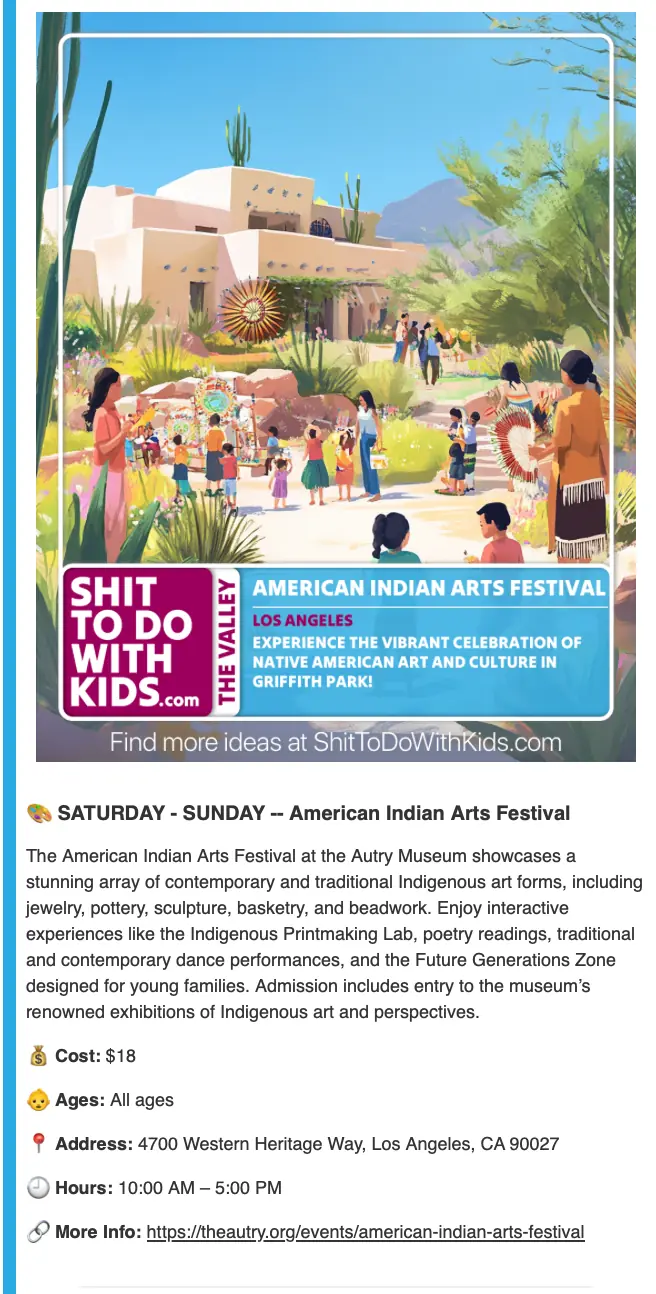 SHIT
TO DO
WITH
KIDS.com
THE VALLEY
AMERICAN INDIAN ARTS FESTIVAL
LOS ANGELES
EXPERIENCE THE VIBRANT CELEBRATION OF
NATIVE AMERICAN ART AND CULTURE IN
GRIFFITH PARK!
Find more ideas at ShitToDoWithKids.com
🎨 SATURDAY - SUNDAY -- American Indian Arts Festival
The American Indian Arts Festival at the Autry Museum showcases a
stunning array of contemporary and traditional Indigenous art forms, including
jewelry, pottery, sculpture, basketry, and beadwork. Enjoy interactive
experiences like the Indigenous Printmaking Lab, poetry readings, traditional
and contemporary dance performances, and the Future Generations Zone
designed for young families. Admission includes entry to the museum’s
renowned exhibitions of Indigenous art and perspectives.
💰 Cost: $18
👶 Ages: All ages
📍 Address: 4700 Western Heritage Way, Los Angeles, CA 90027
🕘 Hours: 10:00 AM – 5:00 PM
🔗 More Info: https://theautry.org/events/american-indian-arts-festival